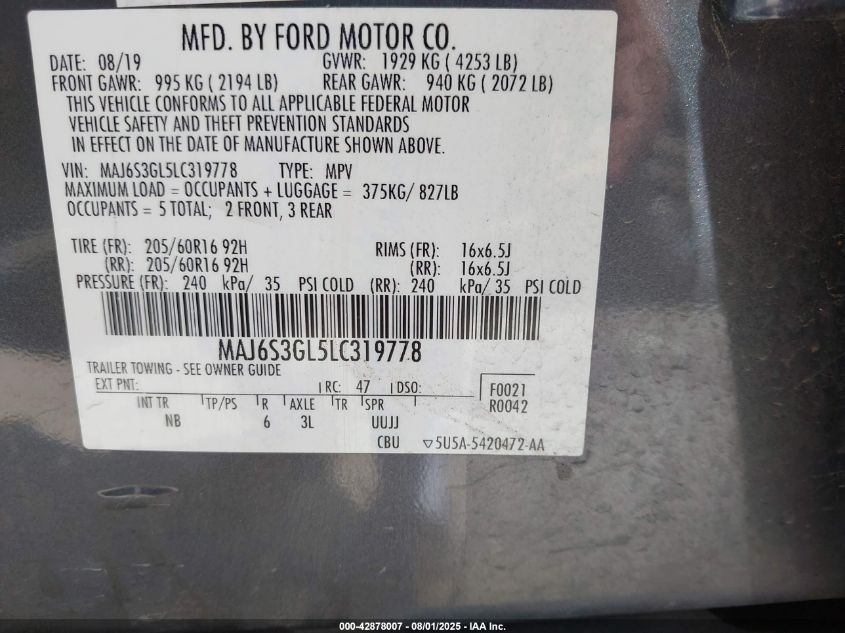 MFD. BY FORD MOTOR CO.
DATE: 08/19 GVWR: 1929 KG ( 4253 LB)
FRONT GAWR: 995 KG ( 2194 LB) REAR GAWR: 940 KG ( 2072 LB)
THIS VEHICLE CONFORMS TO ALL APPLICABLE FEDERAL MOTOR
VEHICLE SAFETY AND THEFT PREVENTION STANDARDS
IN EFFECT ON THE DATE OF MANUFACTURE SHOWN ABOVE.
VIN: MAJ6S3GL5LC319778 TYPE: MPV
MAXIMUM LOAD = OCCUPANTS + LUGGAGE = 375KG/ 827LB
OCCUPANTS = 5 TOTAL; 2 FRONT, 3 REAR
TIRE (FR): 205/60R16 92H RIMS (FR): 16x6.5J
(RR): 205/60R16 92H (RR): 16x6.5J
PRESSURE (FR): 240 kPa/ 35 PSI COLD (RR): 240 kPa/ 35 PSI COLD
MAJ6S3GL5LC319778
TRAILER TOWING - SEE OWNER GUIDE
EXT PNT: RC: 47 DSO: F0021
R0042
INT TR TP/PS R AXLE TR SPR
NB 6 3L UUJJ
CBU ▽5U5A-5420472-AA
000-42878007 - 08/01/2025 - IAA Inc.